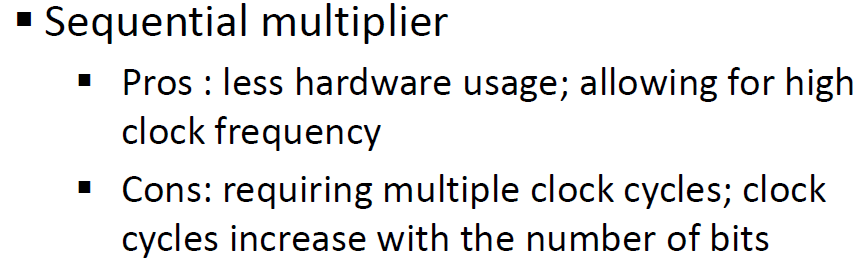 ▪ Sequential multiplier
▪ Pros : less hardware usage; allowing for high
clock frequency
▪ Cons: requiring multiple clock cycles; clock
cycles increase with the number of bits